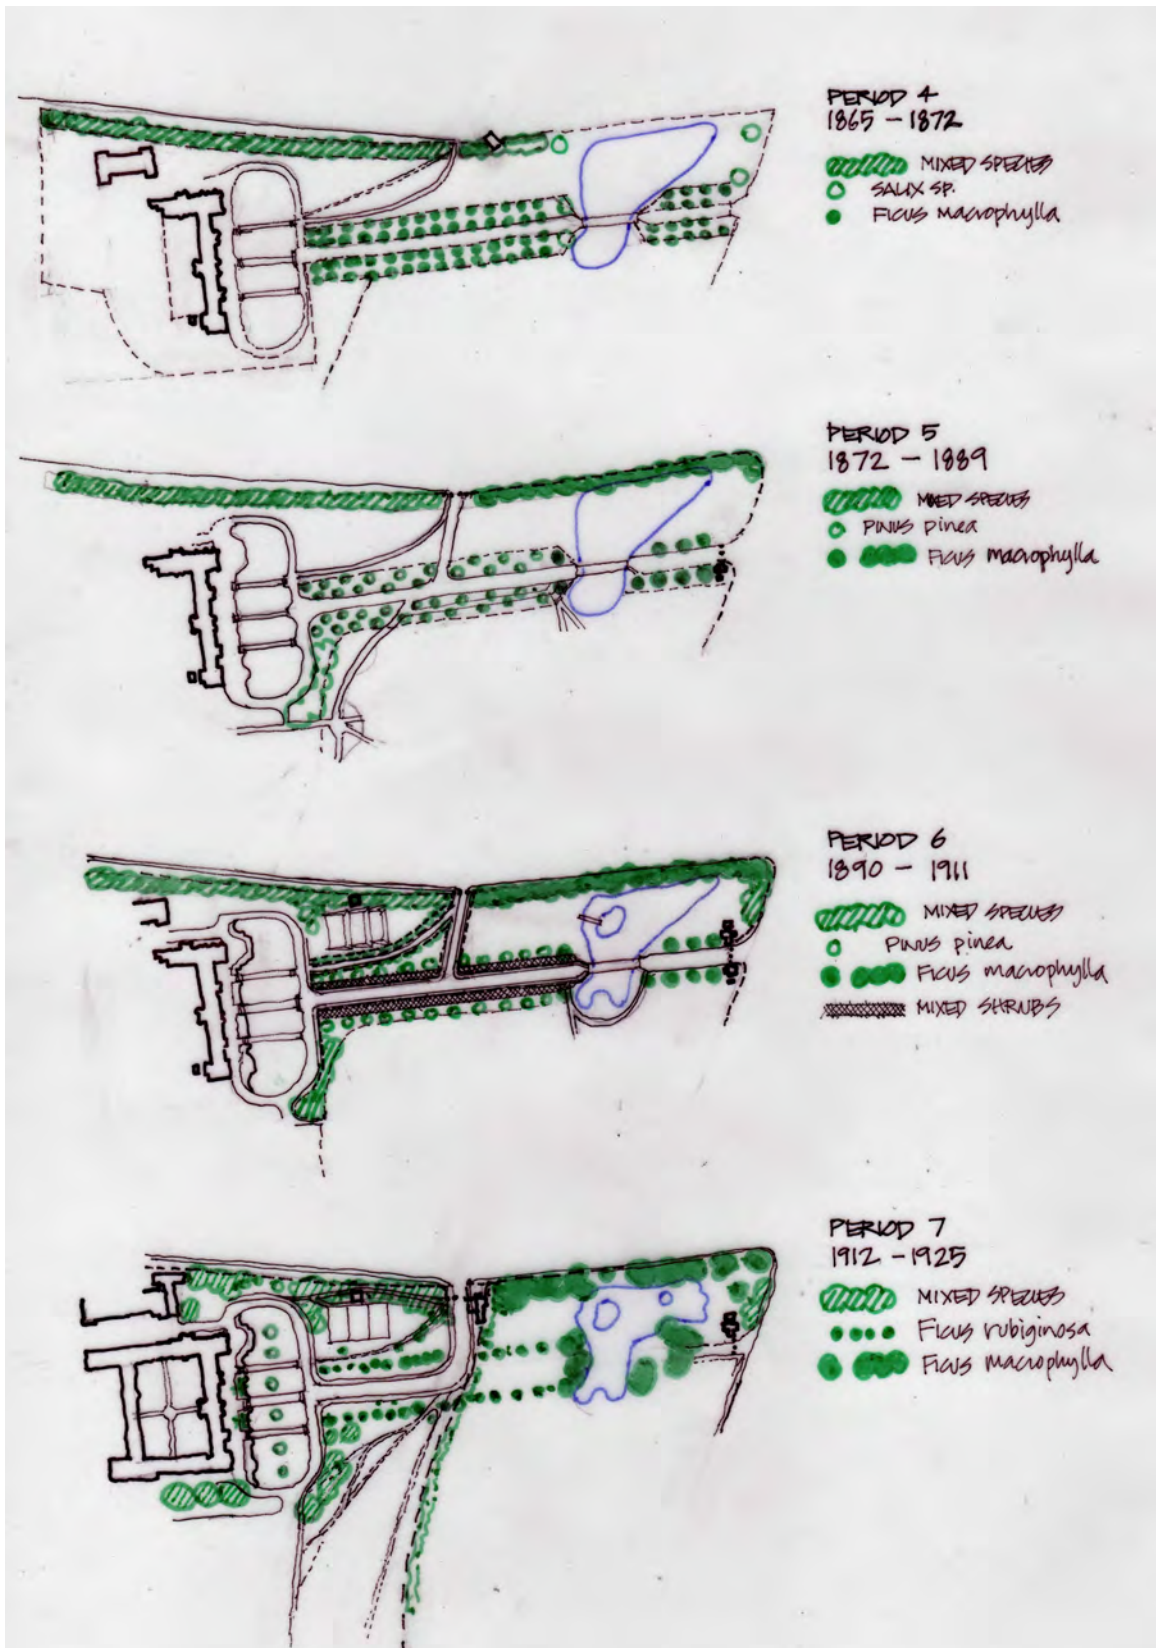 PERIOD 4
1865 - 1872
MIXED SPECIES
SALIX SP.
FICUS MACROPHYLLA
PERIOD 5
1872 - 1889
MIXED SPECIES
PINUS pinea
FICUS macrophylla
PERIOD 6
1890 - 1911
MIXED SPECIES
PINUS pinea
FICUS macrophylla
MIXED SHRUBS
PERIOD 7
1912 - 1925
MIXED SPECIES
FICUS rubiginosa
FICUS macrophylla